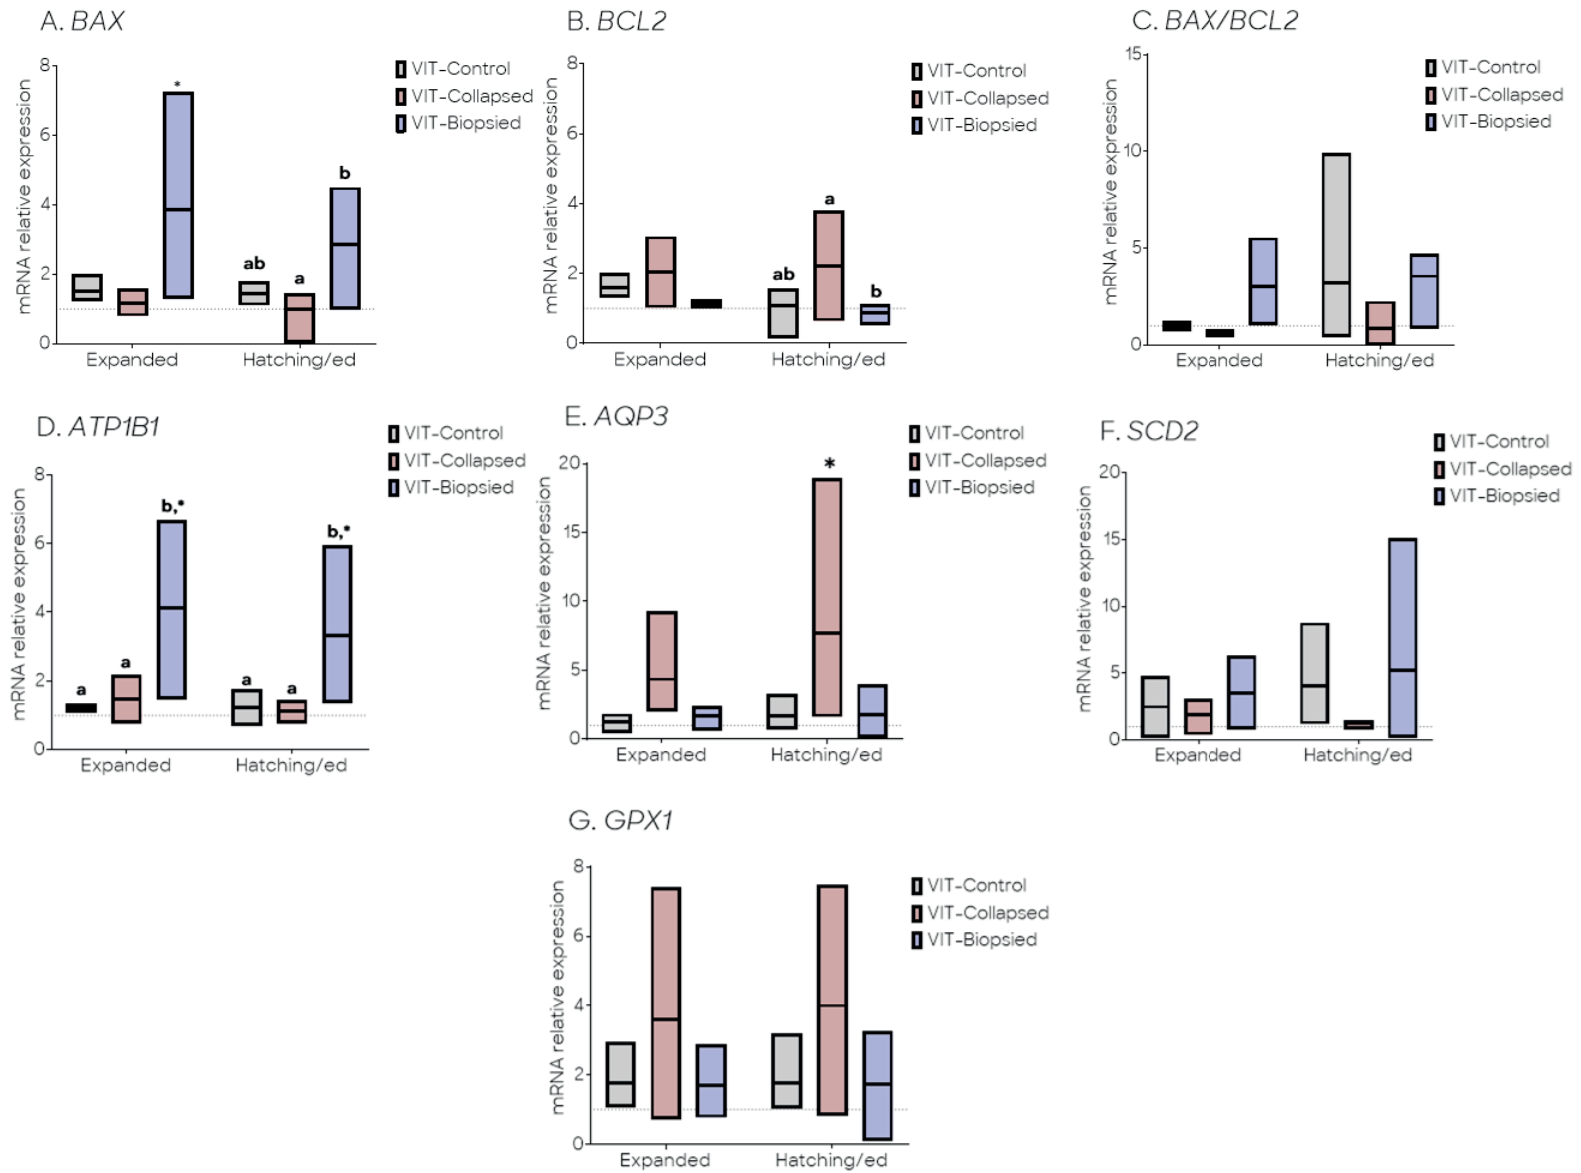 A. BAX
mRNA relative expression
8
6
4
2
0
*
ab
a
b
Expanded
Hatching/ed
VIT-Control
VIT-Collapsed
VIT-Biopsied
B. BCL2
mRNA relative expression
8
6
4
2
0
ab
a
b
Expanded
Hatching/ed
VIT-Control
VIT-Collapsed
VIT-Biopsied
C. BAX/BCL2
mRNA relative expression
15
10
5
0
Expanded
Hatching/ed
VIT-Control
VIT-Collapsed
VIT-Biopsied
D. ATP1B1
mRNA relative expression
8
6
4
2
0
a
a
b,*
a
a
b,*
Expanded
Hatching/ed
VIT-Control
VIT-Collapsed
VIT-Biopsied
E. AQP3
mRNA relative expression
20
15
10
5
0
*
Expanded
Hatching/ed
VIT-Control
VIT-Collapsed
VIT-Biopsied
F. SCD2
mRNA relative expression
20
15
10
5
0
Expanded
Hatching/ed
VIT-Control
VIT-Collapsed
VIT-Biopsied
G. GPX1
mRNA relative expression
8
6
4
2
0
Expanded
Hatching/ed
VIT-Control
VIT-Collapsed
VIT-Biopsied